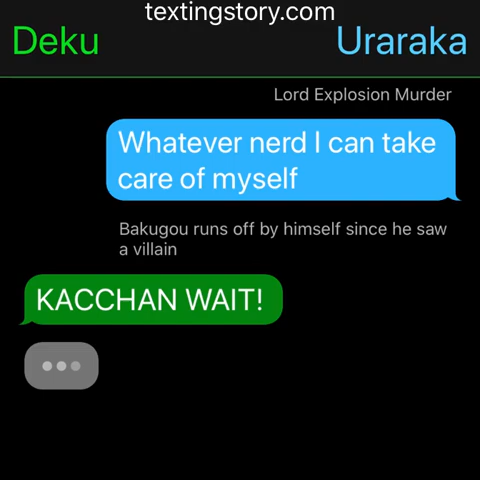 textingstory.com
Deku
Uraraka
Lord Explosion Murder
Whatever nerd I can take
care of myself
Bakugou runs off by himself since he saw
a villain
KACCHAN WAIT!